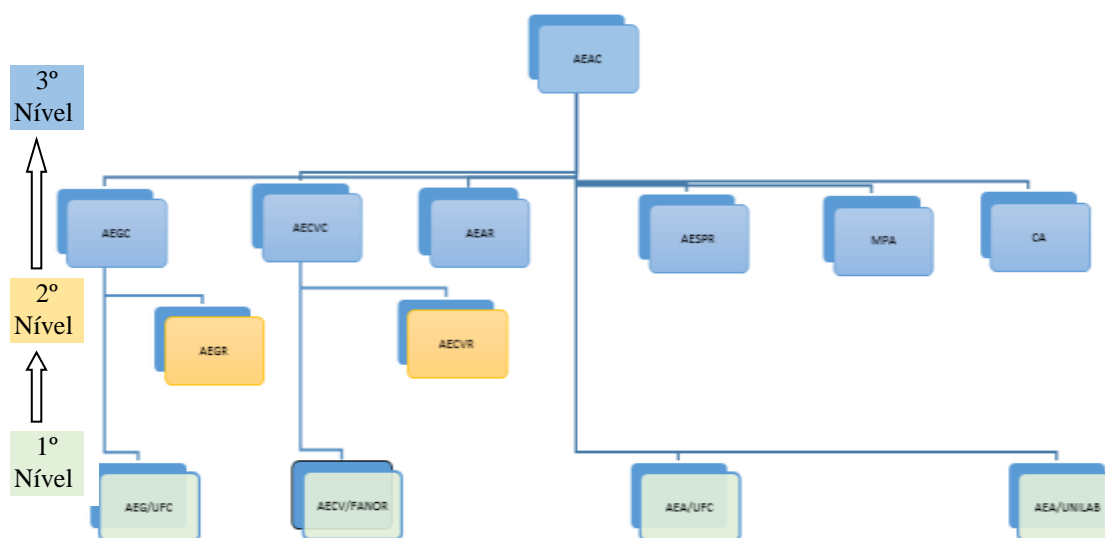 AEAC
3º
Nível
AEGC
AECVC
AEAR
AESPR
MPA
CA
2º
Nível
AEGR
AECVR
1º
Nível
AEG/UFC
AECV/FANOR
AEA/UFC
AEA/UNILAB